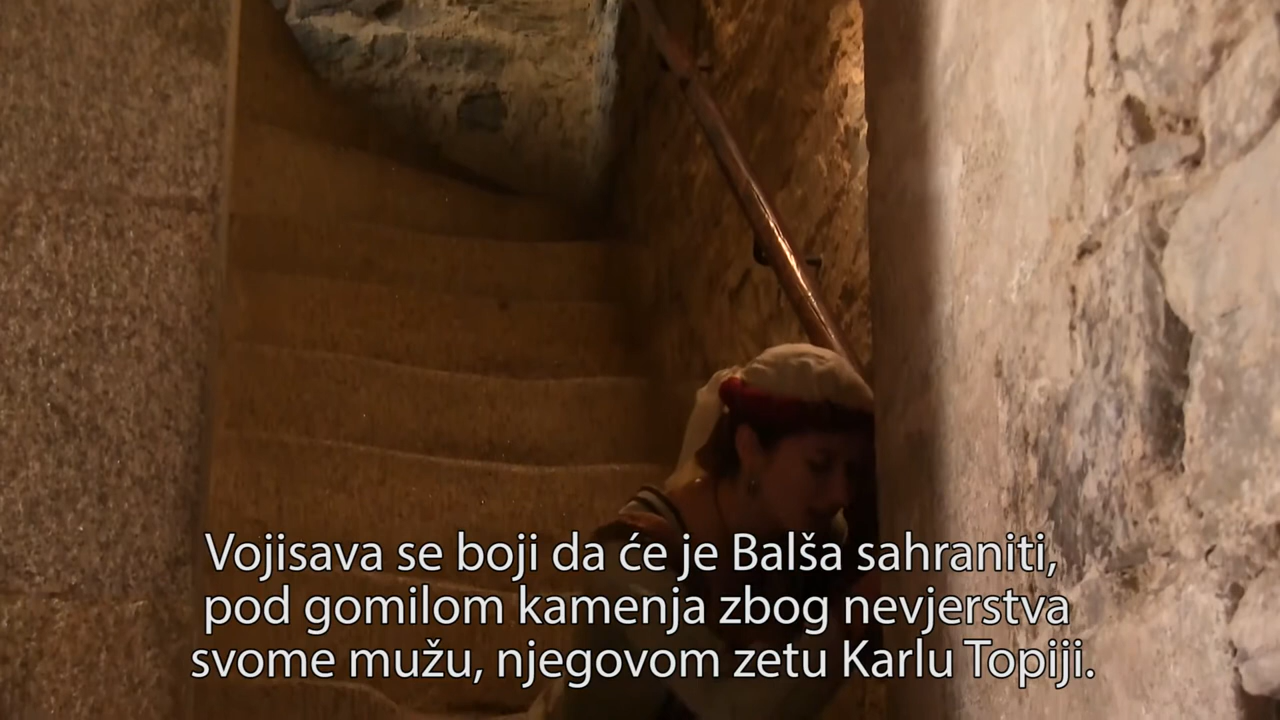 Vojisava se boji da će je Balša sahraniti,
pod gomilom kamenja zbog nevjerstva
svome mužu, njegovom zetu Karlu Topiji.